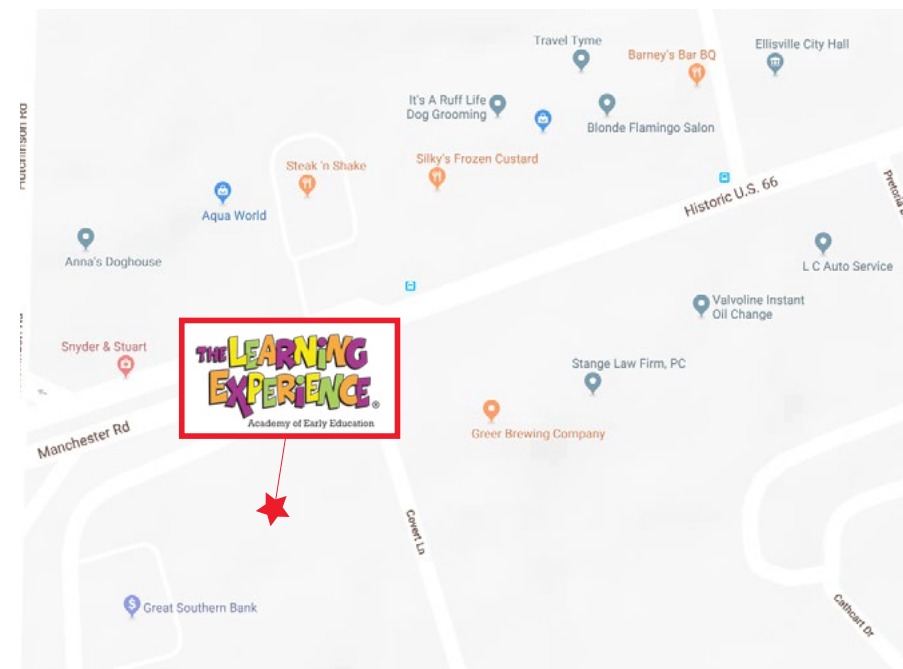 Travel Tyme
Barney's Bar BQ
Ellisville City Hall
It's A Ruff Life
Dog Grooming
Blonde Flamingo Salon
Hutchinson Rd
Steak 'n Shake
Silky's Frozen Custard
Historic U.S. 66
Aqua World
Anna's Doghouse
L C Auto Service
Valvoline Instant
Oil Change
Snyder & Stuart
THE LEARNING
EXPERIENCE®
Academy of Early Education
Stange Law Firm, PC
Greer Brewing Company
Manchester Rd
Covert Ln
Great Southern Bank
Cathcart Dr